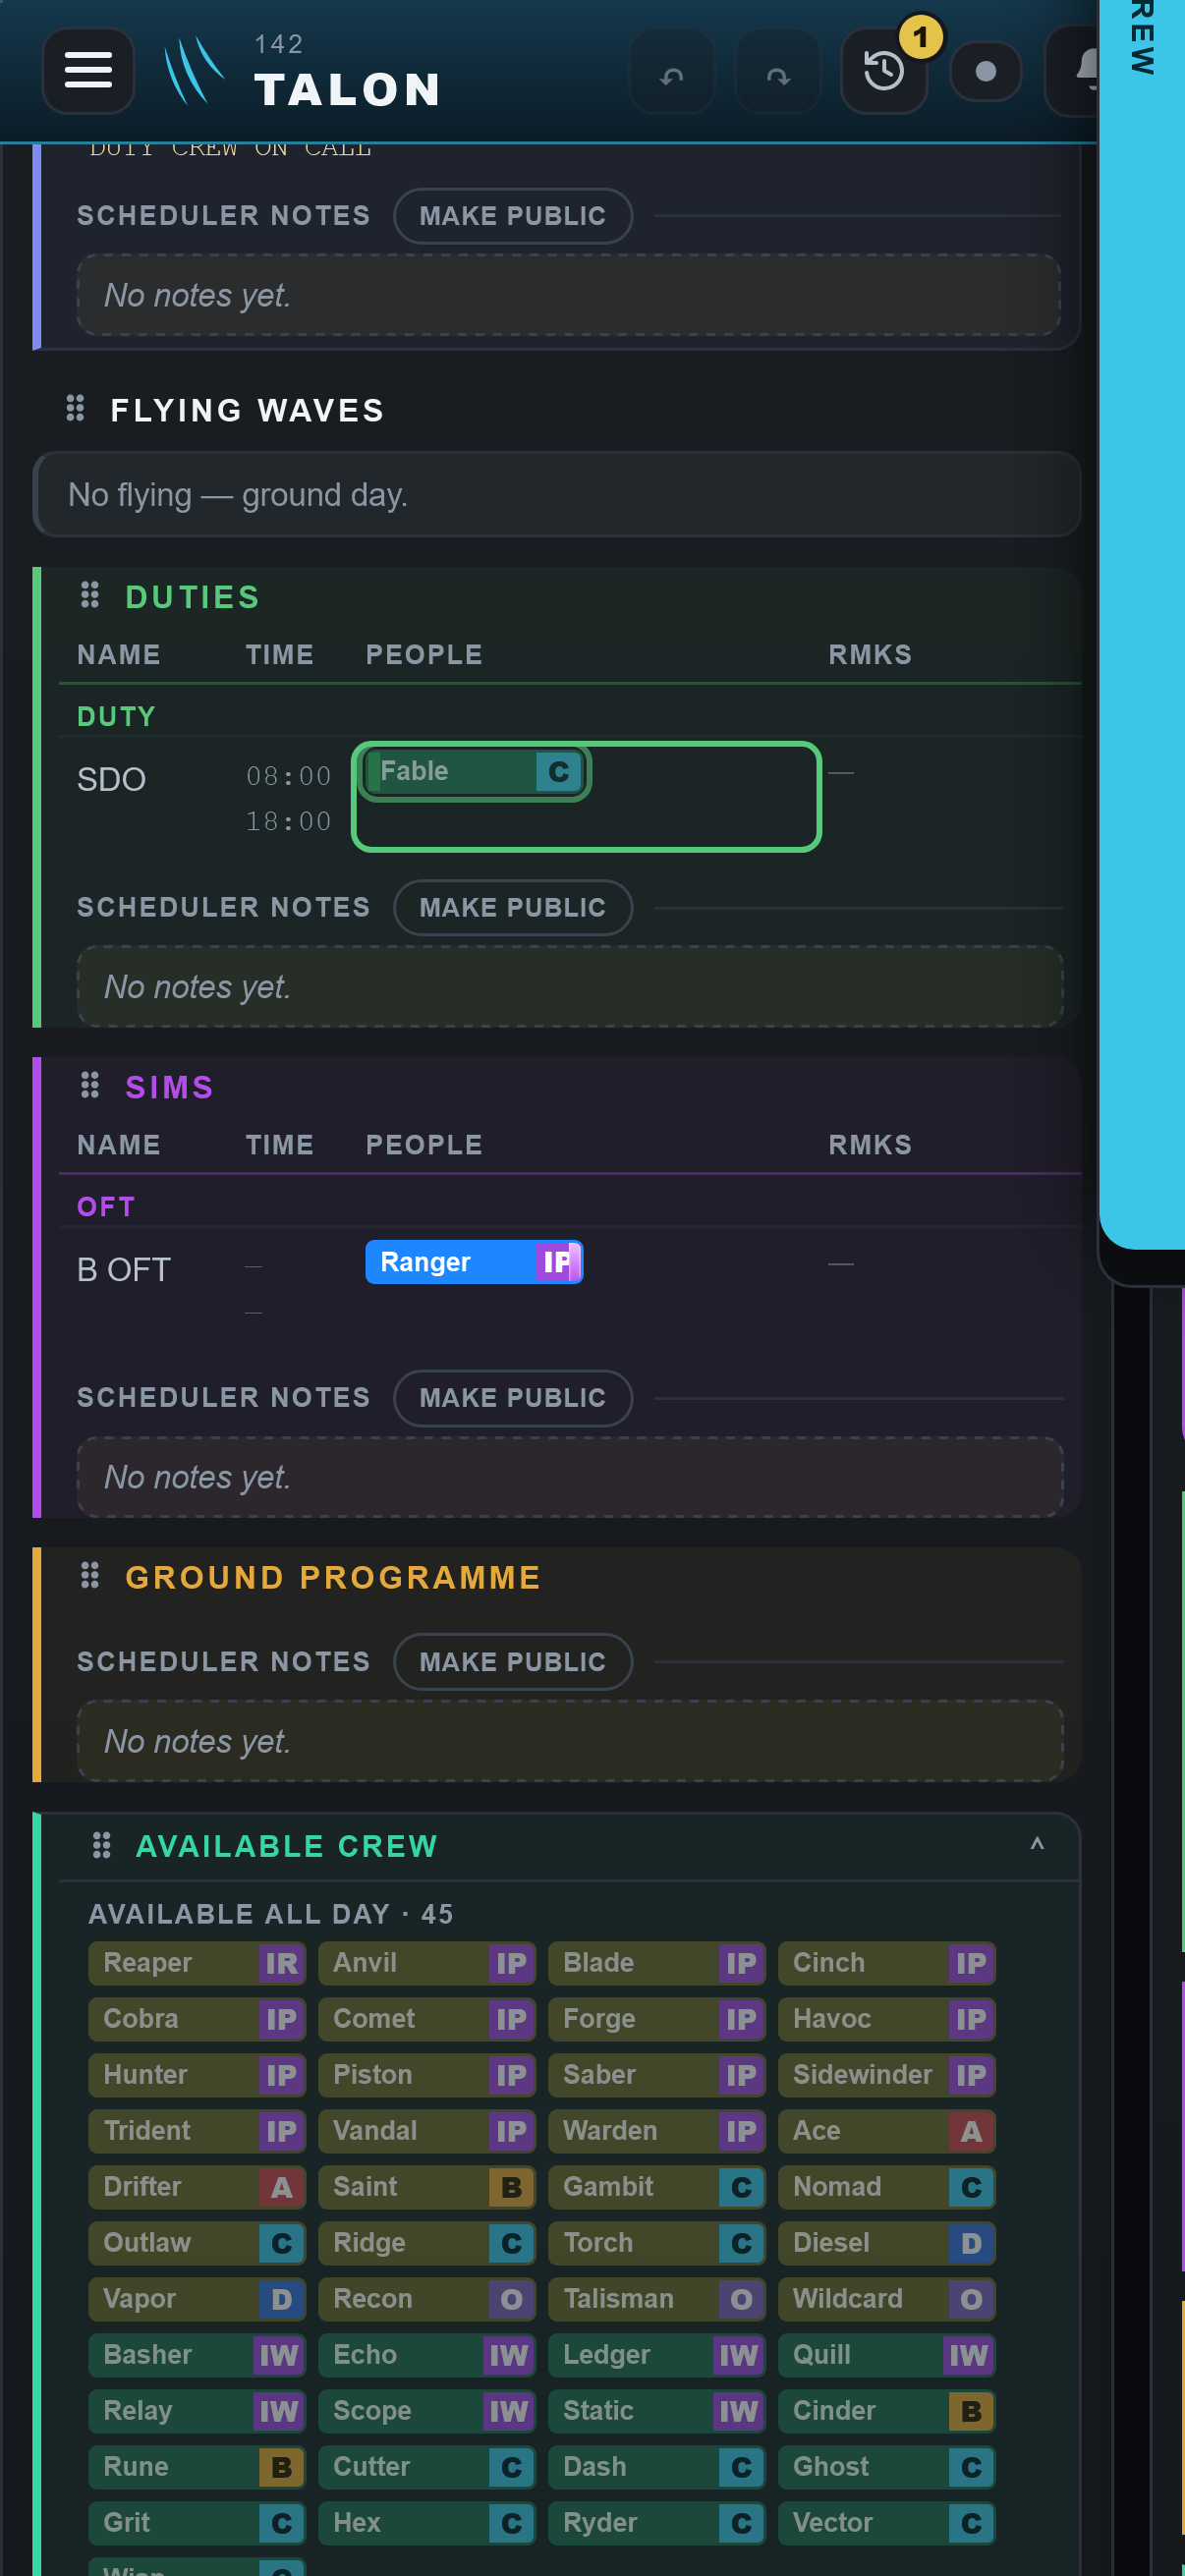 142
TALON
1
REW
DUTY CREW ON CALL
SCHEDULER NOTES MAKE PUBLIC
No notes yet.
FLYING WAVES
No flying — ground day.
DUTIES
NAME TIME PEOPLE RMKS
DUTY
SDO 08:00 Fable C —
18:00
SCHEDULER NOTES MAKE PUBLIC
No notes yet.
SIMS
NAME TIME PEOPLE RMKS
OFT
B OFT — Ranger IP —
—
SCHEDULER NOTES MAKE PUBLIC
No notes yet.
GROUND PROGRAMME
SCHEDULER NOTES MAKE PUBLIC
No notes yet.
AVAILABLE CREW
AVAILABLE ALL DAY · 45
Reaper IR Anvil IP Blade IP Cinch IP
Cobra IP Comet IP Forge IP Havoc IP
Hunter IP Piston IP Saber IP Sidewinder IP
Trident IP Vandal IP Warden IP Ace A
Drifter A Saint B Gambit C Nomad C
Outlaw C Ridge C Torch C Diesel D
Vapor D Recon O Talisman O Wildcard O
Basher IW Echo IW Ledger IW Quill IW
Relay IW Scope IW Static IW Cinder B
Rune B Cutter C Dash C Ghost C
Grit C Hex C Ryder C Vector C